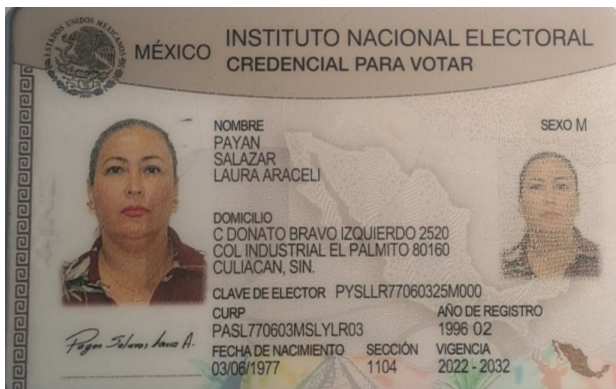 ESTADOS UNIDOS MEXICANOS
MÉXICO INSTITUTO NACIONAL ELECTORAL
CREDENCIAL PARA VOTAR
NOMBRE
SEXO M
PAYAN
SALAZAR
LAURA ARACELI
DOMICILIO
C DONATO BRAVO IZQUIERDO 2520
COL INDUSTRIAL EL PALMITO 80160
CULIACAN, SIN.
CLAVE DE ELECTOR PYSLLR77060325M000
CURP AÑO DE REGISTRO
PASL770603MSLYLR03 1996 02
FECHA DE NACIMIENTO SECCIÓN VIGENCIA
03/06/1977 1104 2022 - 2032